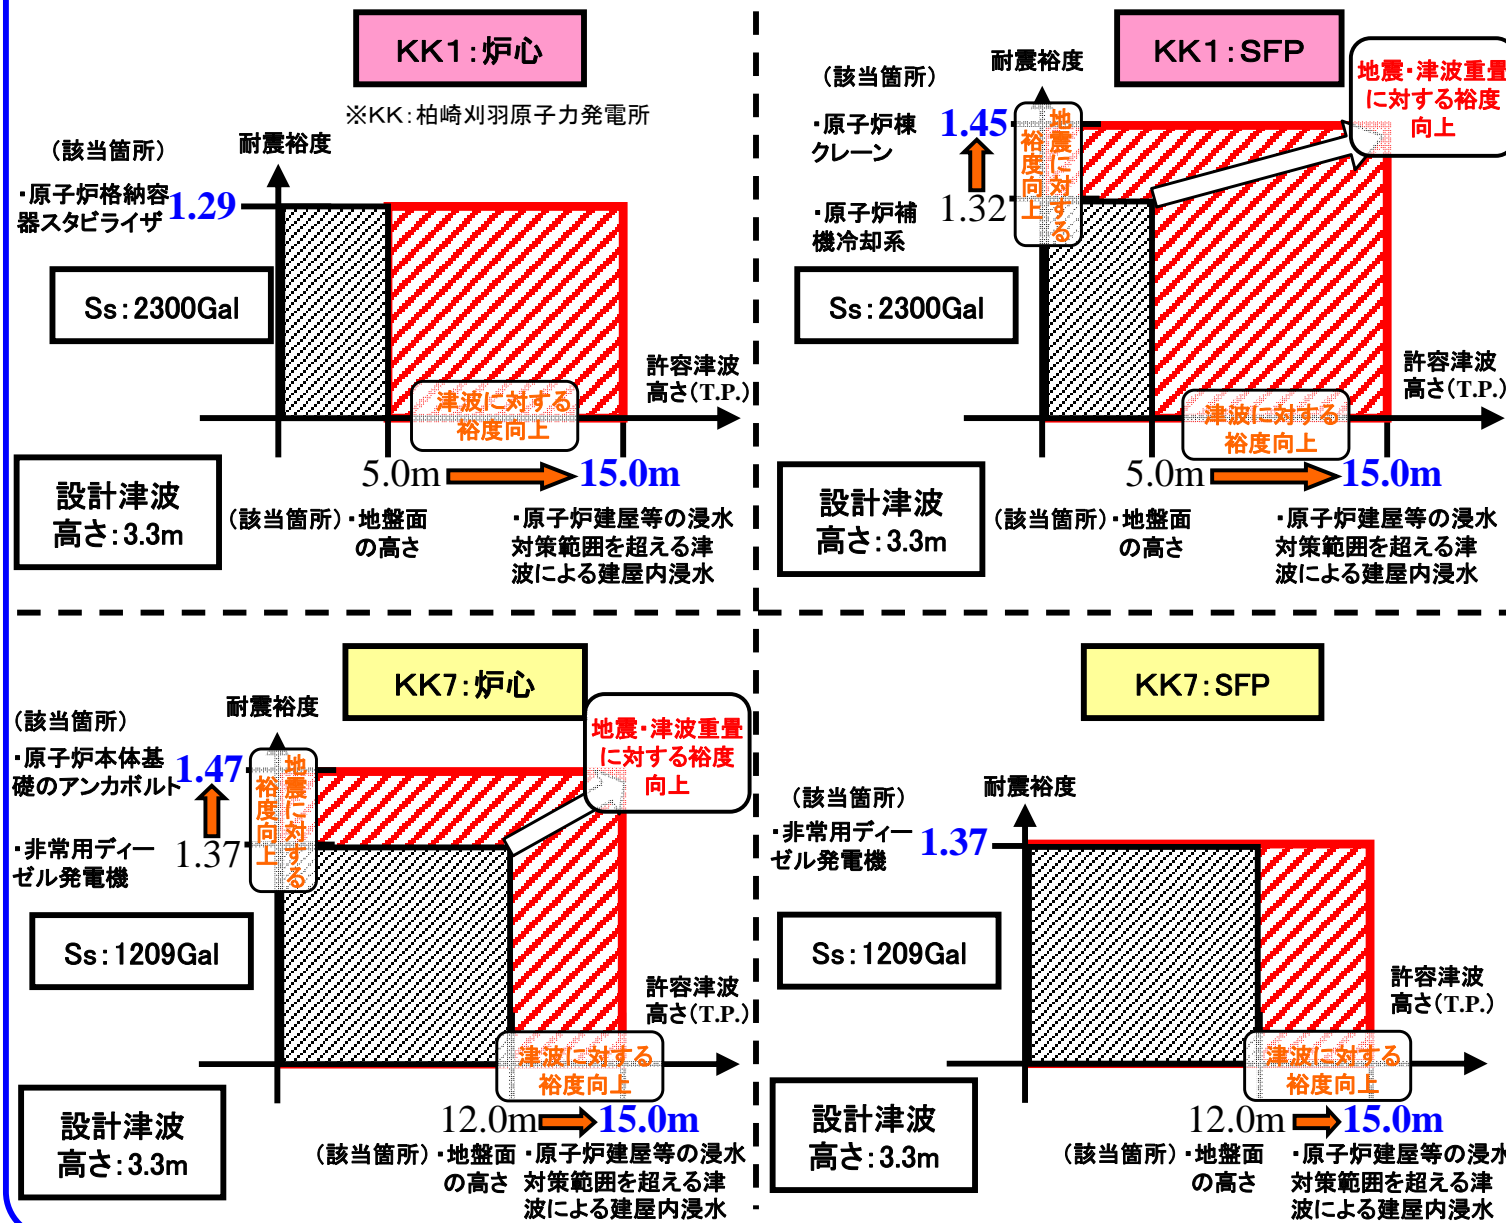 KK1:炉心
※KK:柏崎刈羽原子力発電所
(該当箇所)
耐震裕度
・原子炉格納容
器スタビライザ
1.29
Ss:2300Gal
許容津波
高さ(T.P.)
津波に対する
裕度向上
5.0m
15.0m
設計津波
高さ:3.3m
(該当箇所)・地盤面
の高さ
・原子炉建屋等の浸水
対策範囲を超える津
波による建屋内浸水
KK1:SFP
(該当箇所)
耐震裕度
地震・津波重畳
に対する裕度
向上
・原子炉棟
クレーン
1.45
地震に対する
裕度向上
・原子炉補
機冷却系
1.32
Ss:2300Gal
許容津波
高さ(T.P.)
津波に対する
裕度向上
5.0m
15.0m
設計津波
高さ:3.3m
(該当箇所)・地盤面
の高さ
・原子炉建屋等の浸水
対策範囲を超える津
波による建屋内浸水
KK7:炉心
(該当箇所)
耐震裕度
地震・津波重畳
に対する裕度
向上
・原子炉本体基
礎のアンカボルト
1.47
地震に対する
裕度向上
・非常用ディー
ゼル発電機
1.37
Ss:1209Gal
許容津波
高さ(T.P.)
津波に対する
裕度向上
12.0m
15.0m
設計津波
高さ:3.3m
(該当箇所)・地盤面
の高さ
・原子炉建屋等の浸水
対策範囲を超える津
波による建屋内浸水
KK7:SFP
(該当箇所)
耐震裕度
・非常用ディー
ゼル発電機
1.37
Ss:1209Gal
許容津波
高さ(T.P.)
津波に対する
裕度向上
12.0m
15.0m
設計津波
高さ:3.3m
(該当箇所)・地盤面
の高さ
・原子炉建屋等の浸水
対策範囲を超える津
波による建屋内浸水